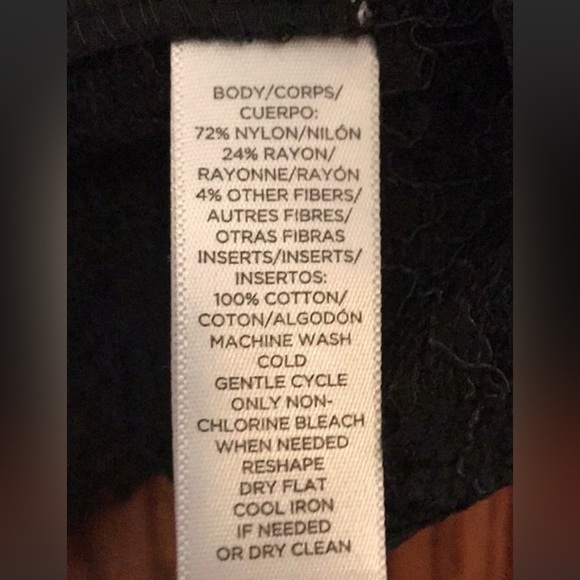 BODY/CORPS/
CUERPO:
72% NYLON/NILÓN
24% RAYON/
RAYONNE/RAYÓN
4% OTHER FIBERS/
AUTRES FIBRES/
OTRAS FIBRAS
INSERTS/INSERTS/
INSERTOS:
100% COTTON/
COTON/ALGODÓN
MACHINE WASH
COLD
GENTLE CYCLE
ONLY NON-
CHLORINE BLEACH
WHEN NEEDED
RESHAPE
DRY FLAT
COOL IRON
IF NEEDED
OR DRY CLEAN